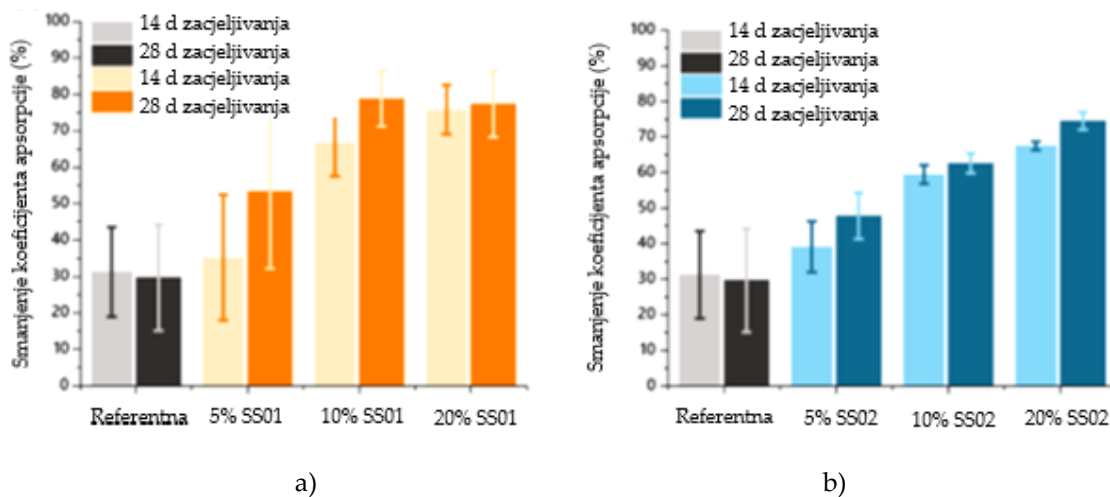 Smanjenje koeficijenta apsorpcije (%)
100
90
80
70
60
50
40
30
20
10
0
14 d zacjeljivanja
28 d zacjeljivanja
14 d zacjeljivanja
28 d zacjeljivanja
Referentna 5% SS01 10% SS01 20% SS01
a)
Smanjenje koeficijenta apsorpcije (%)
100
90
80
70
60
50
40
30
20
10
0
14 d zacjeljivanja
28 d zacjeljivanja
14 d zacjeljivanja
28 d zacjeljivanja
Referentna 5% SS02 10% SS02 20% SS02
b)